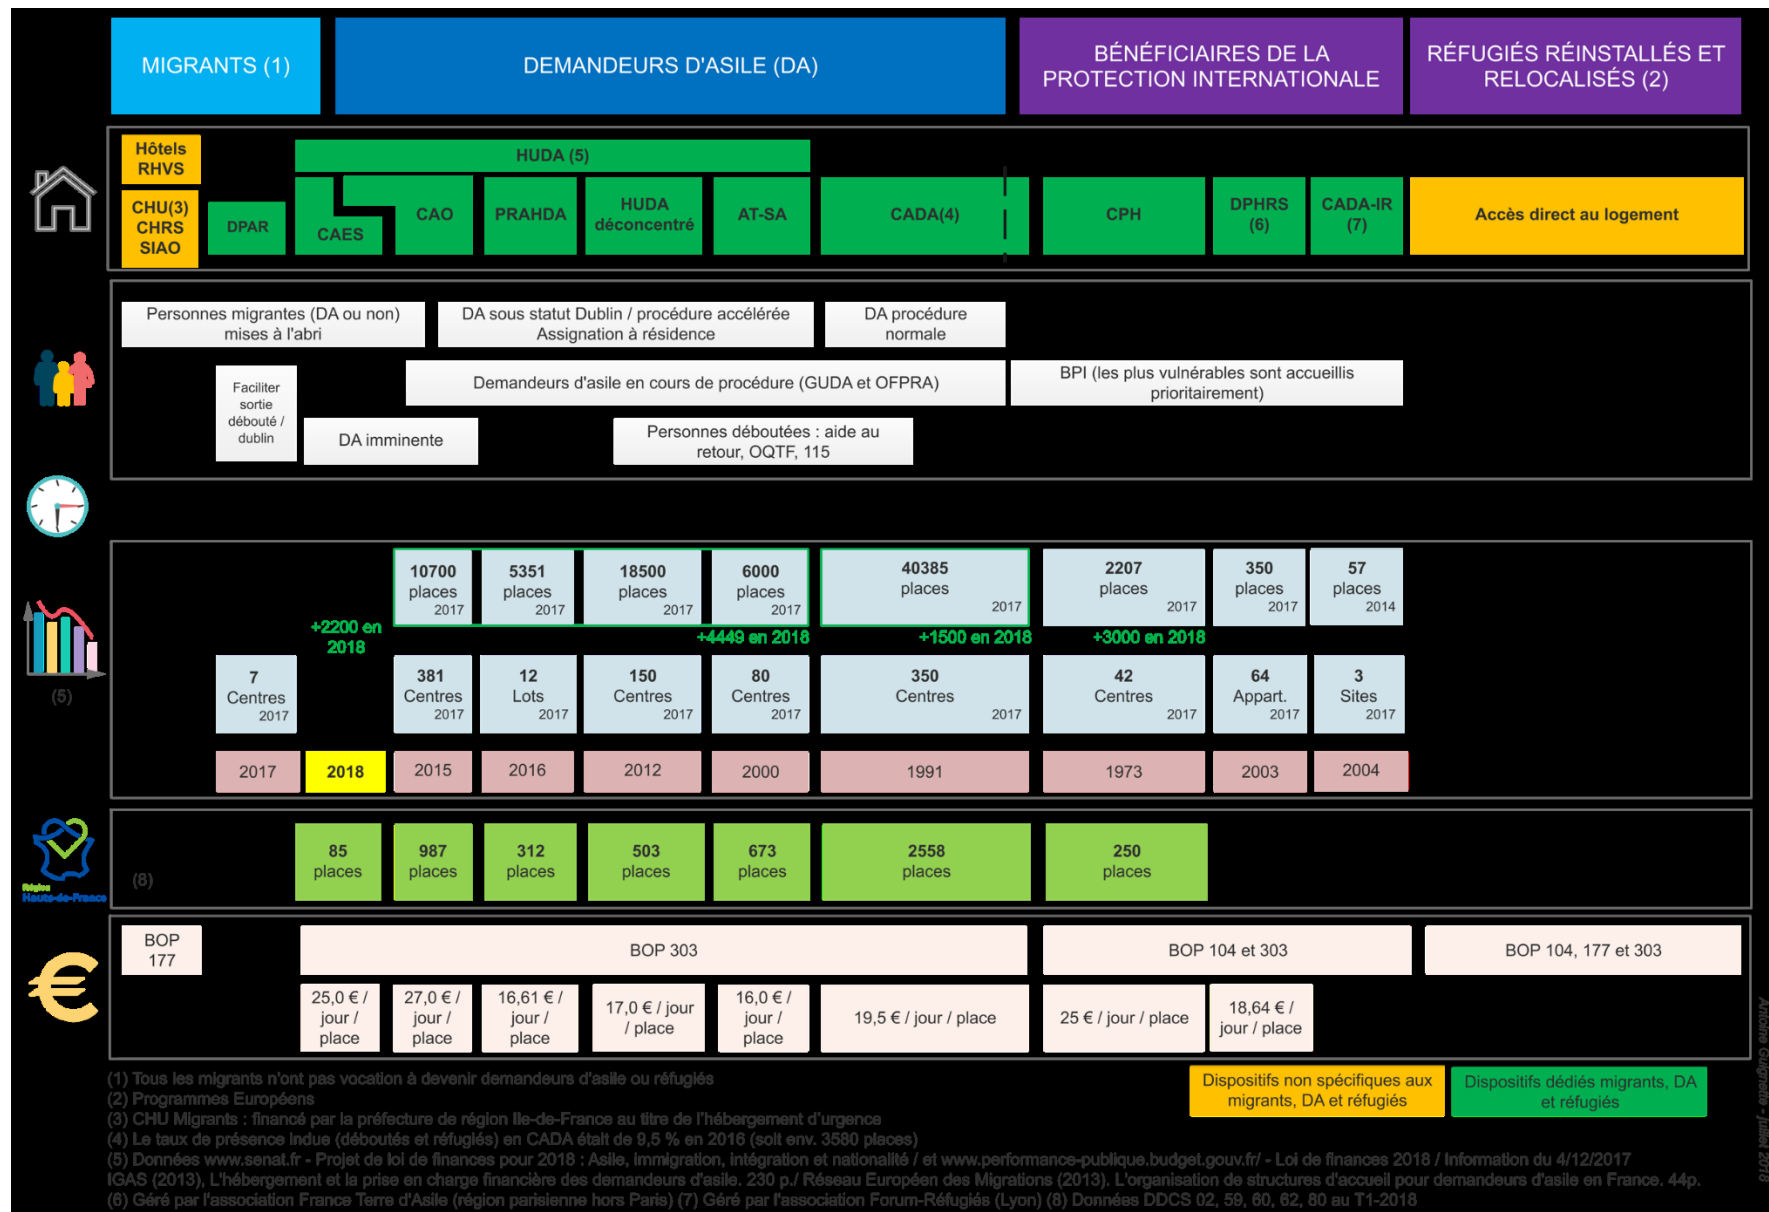 MIGRANTS (1)
DEMANDEURS D'ASILE (DA)
BÉNÉFICIAIRES DE LA
PROTECTION INTERNATIONALE
RÉFUGIÉS RÉINSTALLÉS ET
RELOCALISÉS (2)
Hôtels
RHVS
CHU(3)
CHRS
SIAO
DPAR
HUDA (5)
CAES
CAO
PRAHDA
HUDA
déconcentré
AT-SA
CADA(4)
CPH
DPHRS
(6)
CADA-IR
(7)
Accès direct au logement
Personnes migrantes (DA ou non)
mises à l'abri
DA sous statut Dublin / procédure accélérée
Assignation à résidence
DA procédure
normale
Faciliter
sortie
débouté /
dublin
Demandeurs d'asile en cours de procédure (GUDA et OFPRA)
BPI (les plus vulnérables sont accueillis
prioritairement)
DA imminente
Personnes déboutées : aide au
retour, OQTF, 115
10700
places
2017
5351
places
2017
18500
places
2017
6000
places
2017
40385
places
2017
2207
places
2017
350
places
2017
57
places
2014
+2200 en
2018
+4449 en 2018
+1500 en 2018
+3000 en 2018
(5)
7
Centres
2017
381
Centres
2017
12
Lots
2017
150
Centres
2017
80
Centres
2017
350
Centres
2017
42
Centres
2017
64
Appart.
2017
3
Sites
2017
2017
2018
2015
2016
2012
2000
1991
1973
2003
2004
Région
Hauts-de-France
(8)
85
places
987
places
312
places
503
places
673
places
2558
places
250
places
BOP
177
BOP 303
BOP 104 et 303
BOP 104, 177 et 303
25,0 € /
jour /
place
27,0 € /
jour /
place
16,61 € /
jour /
place
17,0 € / jour
/ place
16,0 € /
jour /
place
19,5 € / jour / place
25 € / jour / place
18,64 € /
jour / place
(1) Tous les migrants n'ont pas vocation à devenir demandeurs d'asile ou réfugiés
(2) Programmes Européens
(3) CHU Migrants : financé par la préfecture de région Ile-de-France au titre de l'hébergement d'urgence
(4) Le taux de présence indue (déboutés et réfugiés) en CADA était de 9,5 % en 2016 (soit env. 3580 places)
(5) Données www.senat.fr - Projet de loi de finances pour 2018 : Asile, immigration, intégration et nationalité / et www.performance-publique.budget.gouv.fr/ - Loi de finances 2018 / Information du 4/12/2017
IGAS (2013), L'hébergement et la prise en charge financière des demandeurs d'asile. 230 p./ Réseau Européen des Migrations (2013). L'organisation de structures d'accueil pour demandeurs d'asile en France. 44p.
(6) Géré par l'association France Terre d'Asile (région parisienne hors Paris) (7) Géré par l'association Forum-Réfugiés (Lyon) (8) Données DDCS 02, 59, 60, 62, 80 au T1-2018
Dispositifs non spécifiques aux
migrants, DA et réfugiés
Dispositifs dédiés migrants, DA
et réfugiés
Antoine Guignette - juillet 2018